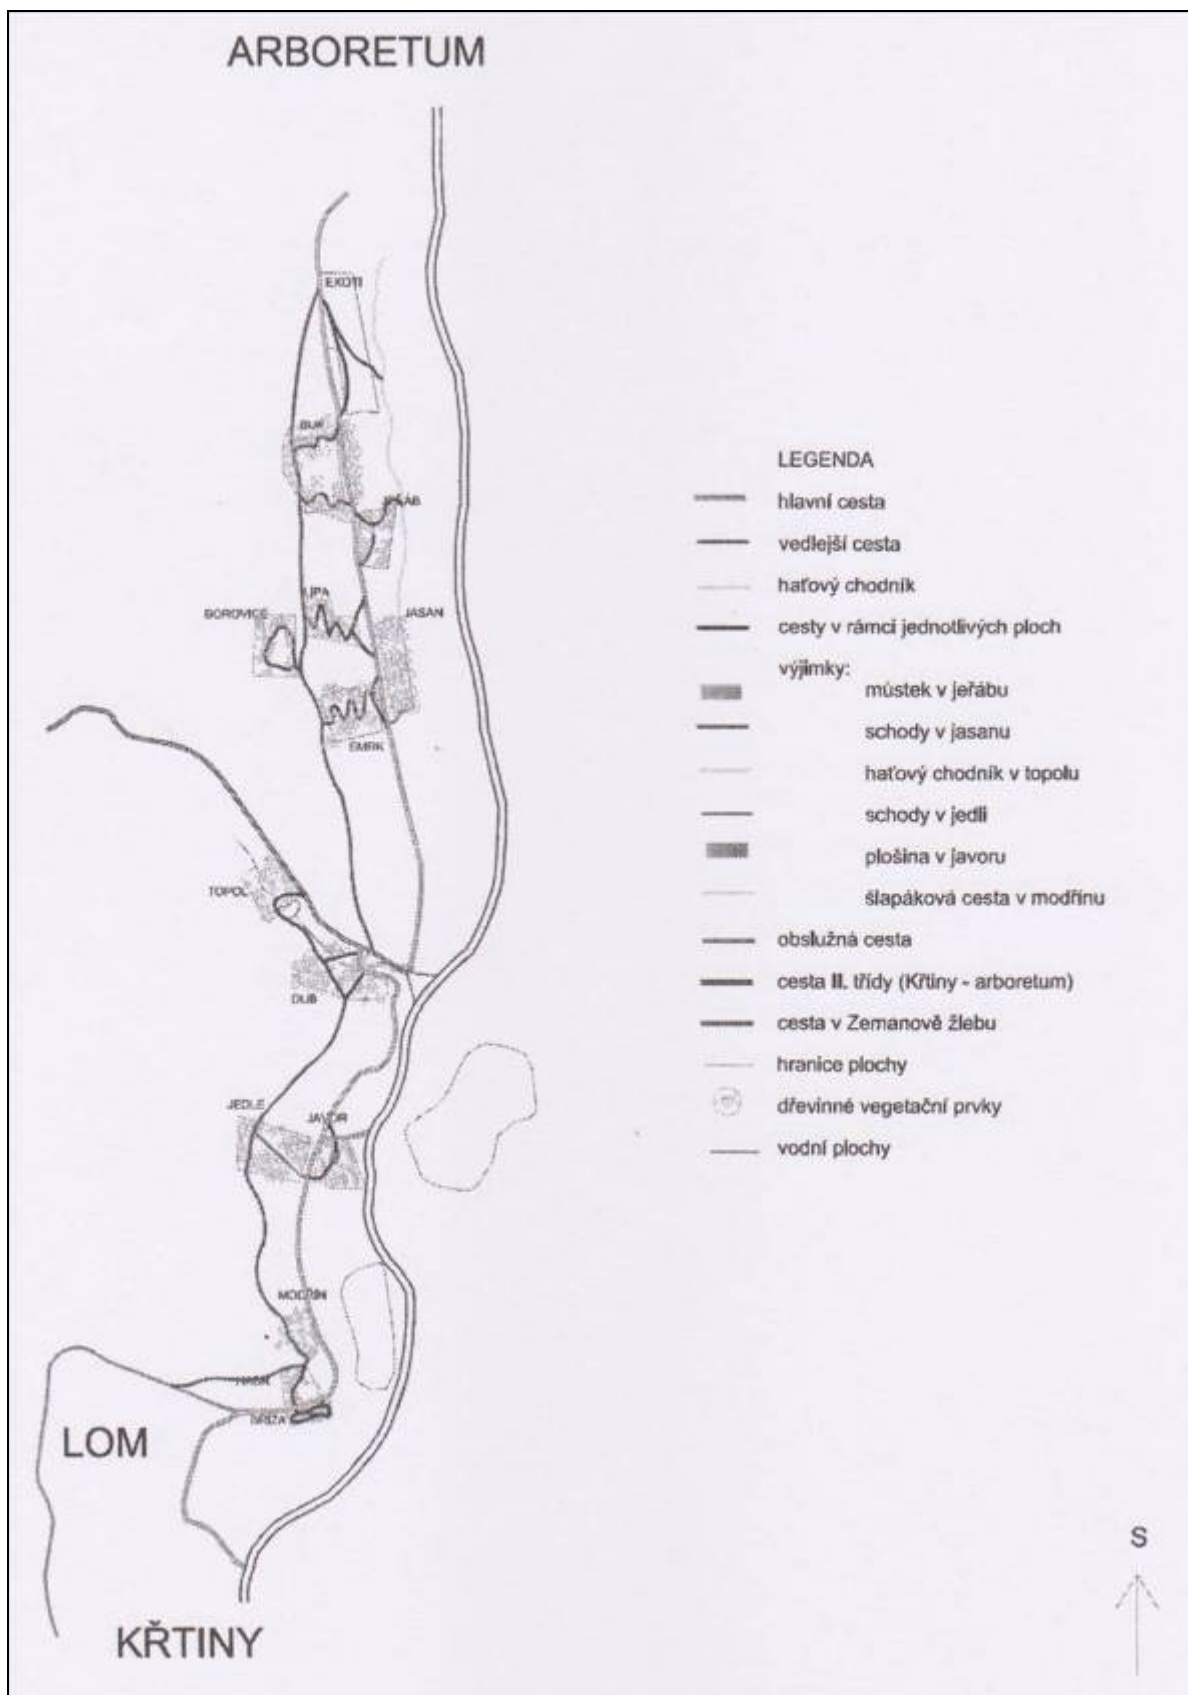 ARBORETUM
EXOTI
BUK
LÍPA
BOROVICE
JASAN
SMRK
TOPOL
DUB
JEDLE
JAVOR
MODŘÍN
BŘÍZA
LOM
KŘTINY
LEGENDA
hlavní cesta
vedlejší cesta
haťový chodník
cesty v rámci jednotlivých ploch
výjimky:
můstek v jeřábu
schody v jasanu
haťový chodník v topolu
schody v jedli
plošina v javoru
šlapáková cesta v modřínu
obslužná cesta
cesta II. třídy (Křtiny - arboretum)
cesta v Zemanově žlebu
hranice plochy
dřevinné vegetační prvky
vodní plochy
S